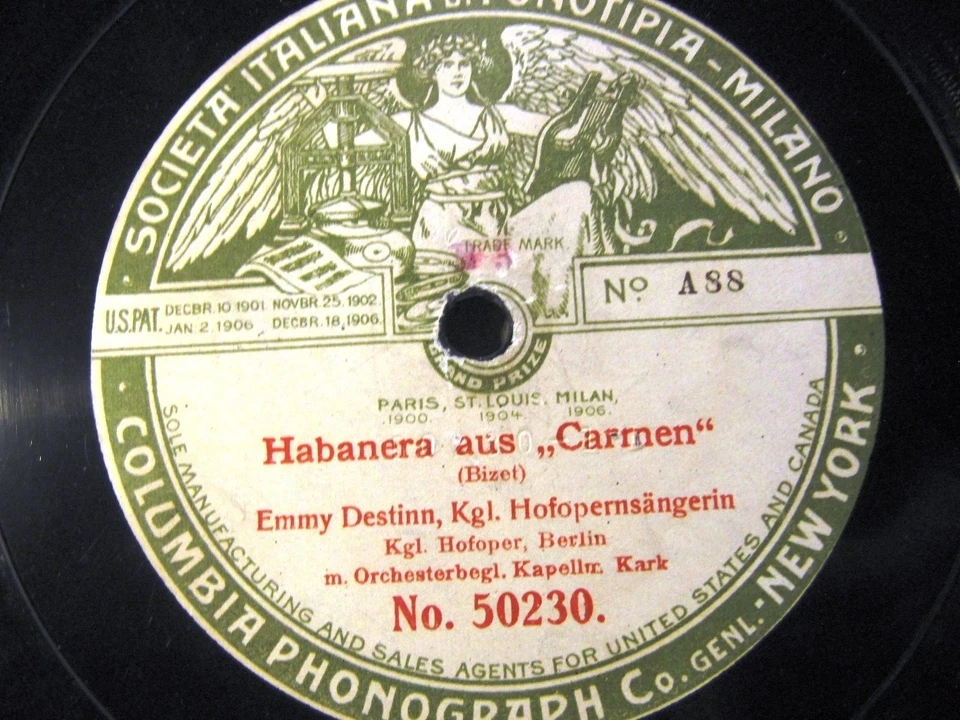 SOCIETA' ITALIANA DI FONOTIPIA - MILANO
TRADE MARK.
U.S.PAT. DECBR.10 1901. NOVBR.25.1902.
JAN 2.1906. DECBR.18.1906.
No. A88
GRAND PRIZE
PARIS, ST. LOUIS. MILAN,
1900. 1904 1906.
Habanera aus „Carmen“
(Bizet)
Emmy Destinn, Kgl. Hofopernsängerin
Kgl. Hofoper, Berlin
m. Orchesterbegl. Kapellm. Kark
No. 50230.
SOLE MANUFACTURING AND SALES AGENTS FOR UNITED STATES AND CANADA
COLUMBIA PHONOGRAPH Co. GENL. - NEW YORK